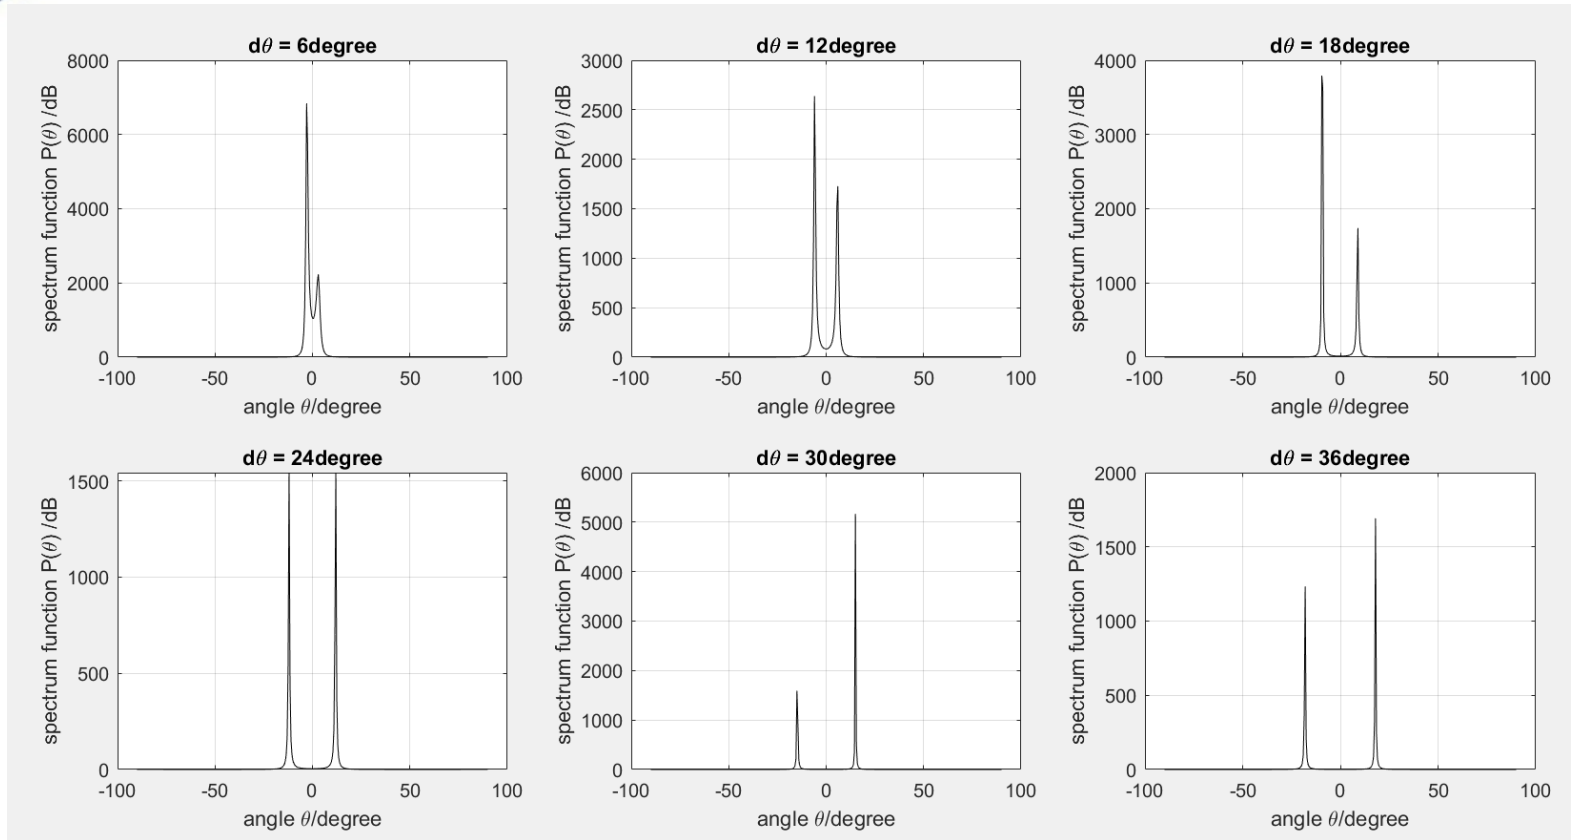 dθ = 6degree
8000
6000
4000
2000
0
-100 -50 0 50 100
spectrum function P(θ) /dB
angle θ/degree
dθ = 12degree
3000
2500
2000
1500
1000
500
0
-100 -50 0 50 100
spectrum function P(θ) /dB
angle θ/degree
dθ = 18degree
4000
3000
2000
1000
0
-100 -50 0 50 100
spectrum function P(θ) /dB
angle θ/degree
dθ = 24degree
1500
1000
500
0
-100 -50 0 50 100
spectrum function P(θ) /dB
angle θ/degree
dθ = 30degree
6000
5000
4000
3000
2000
1000
0
-100 -50 0 50 100
spectrum function P(θ) /dB
angle θ/degree
dθ = 36degree
2000
1500
1000
500
0
-100 -50 0 50 100
spectrum function P(θ) /dB
angle θ/degree